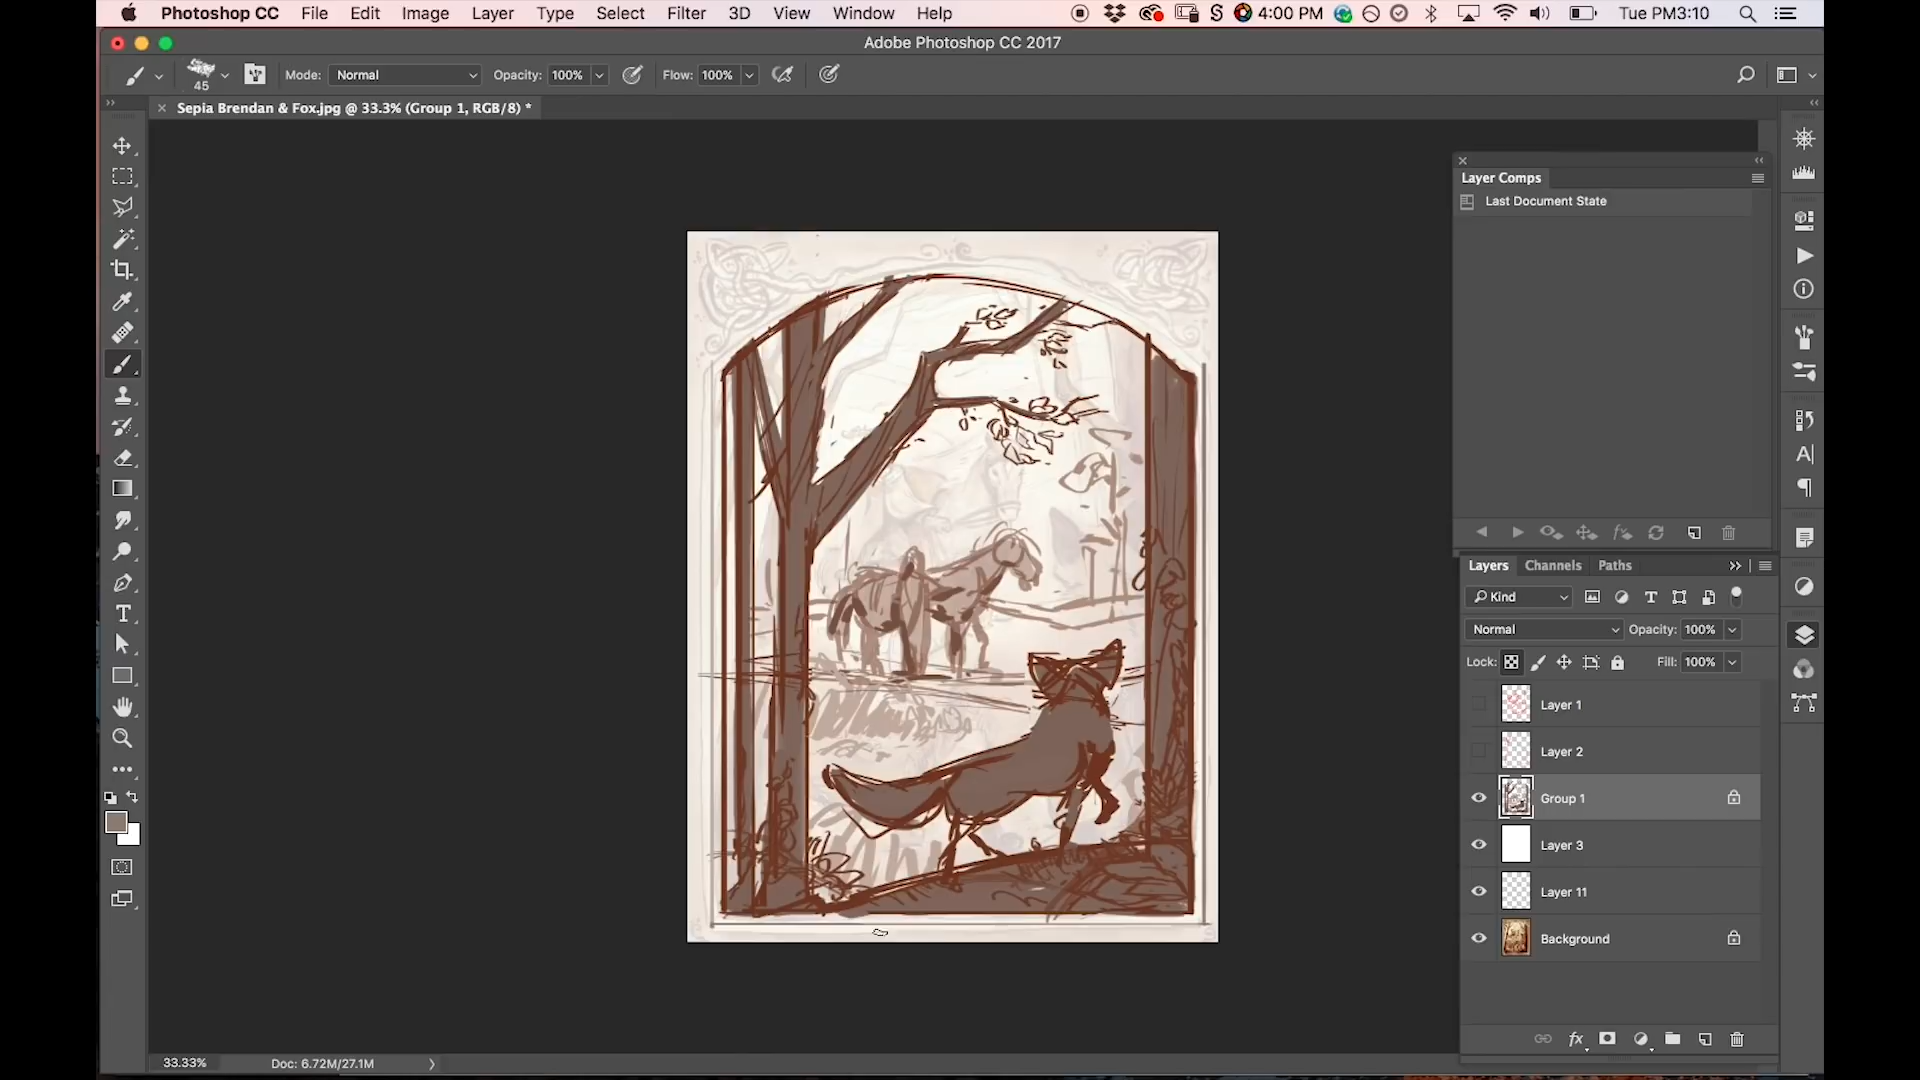 Photoshop CC File Edit Image Layer Type Select Filter 3D View Window Help 4:00 PM Tue PM3:10
Adobe Photoshop CC 2017
45 Mode: Normal Opacity: 100% Flow: 100%
Sepia Brendan & Fox.jpg @ 33.3% (Group 1, RGB/8) *
Layer Comps
Last Document State
Layers Channels Paths
Kind
Normal Opacity: 100%
Lock: Fill: 100%
Layer 1
Layer 2
Group 1
Layer 3
Layer 11
Background
33.33% Doc: 6.72M/27.1M